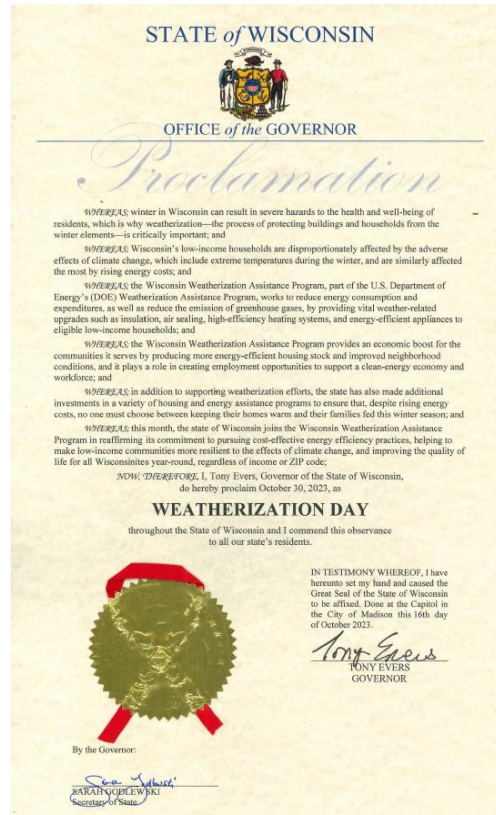 STATE of WISCONSIN
OFFICE of the GOVERNOR
Proclamation
WHEREAS; winter in Wisconsin can result in severe hazards to the health and well-being of
residents, which is why weatherization—the process of protecting buildings and households from the
winter elements—is critically important; and
WHEREAS; Wisconsin's low-income households are disproportionately affected by the adverse
effects of climate change, which include extreme temperatures during the winter, and are similarly affected
the most by rising energy costs; and
WHEREAS; the Wisconsin Weatherization Assistance Program, part of the U.S. Department of
Energy's (DOE) Weatherization Assistance Program, works to reduce energy consumption and
expenditures, as well as reduce the emission of greenhouse gases, by providing vital weather-related
upgrades such as insulation, air sealing, high-efficiency heating systems, and energy-efficient appliances to
eligible low-income households; and
WHEREAS; the Wisconsin Weatherization Assistance Program provides an economic boost for the
communities it serves by producing more energy-efficient housing stock and improved neighborhood
conditions, and it plays a role in creating employment opportunities to support a clean-energy economy and
workforce; and
WHEREAS; in addition to supporting weatherization efforts, the state has also made additional
investments in a variety of housing and energy assistance programs to ensure that, despite rising energy
costs, no one must choose between keeping their homes warm and their families fed this winter season; and
WHEREAS; this month, the state of Wisconsin joins the Wisconsin Weatherization Assistance
Program in reaffirming its commitment to pursuing cost-effective energy efficiency practices, helping to
make low-income communities more resilient to the effects of climate change, and improving the quality of
life for all Wisconsinites year-round, regardless of income or ZIP code;
NOW, THEREFORE, I, Tony Evers, Governor of the State of Wisconsin,
do hereby proclaim October 30, 2023, as
WEATHERIZATION DAY
throughout the State of Wisconsin and I commend this observance
to all our state's residents.
IN TESTIMONY WHEREOF, I have
hereunto set my hand and caused the
Great Seal of the State of Wisconsin
to be affixed. Done at the Capitol in
the City of Madison this 16th day
of October 2023.
Tony Evers
TONY EVERS
GOVERNOR
By the Governor:
SARAH GODLEWSKI
Secretary of State